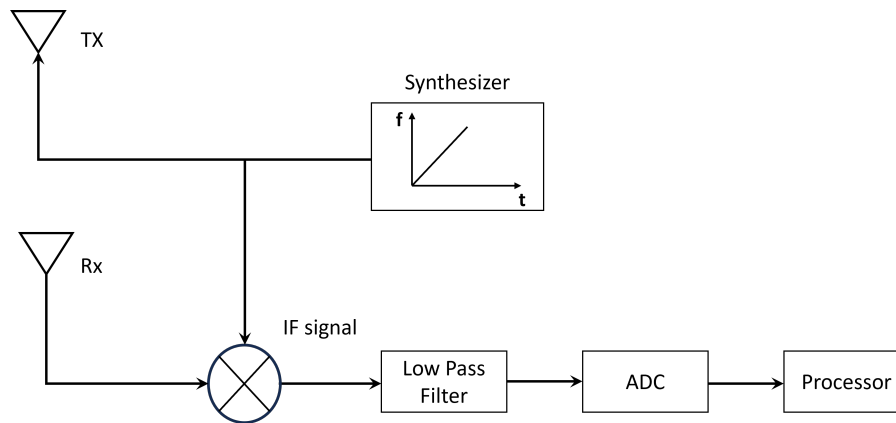 TX
Synthesizer
f
t
Rx
IF signal
Low Pass
Filter
ADC
Processor